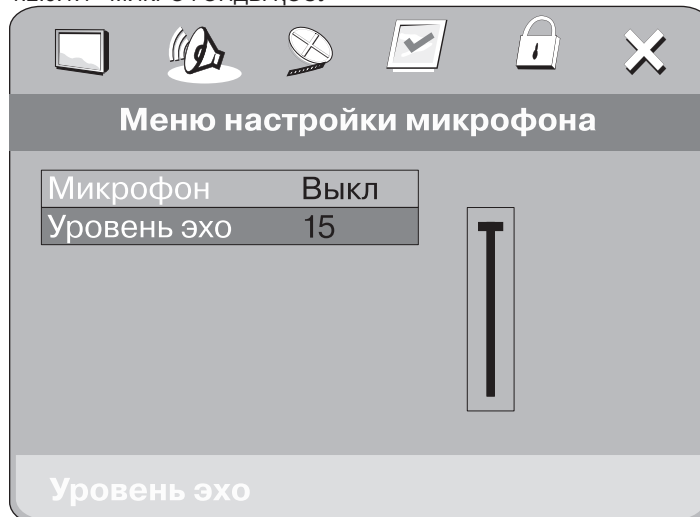 Меню настройки микрофона
Микрофон Выкл
Уровень эхо 15
Уровень эхо